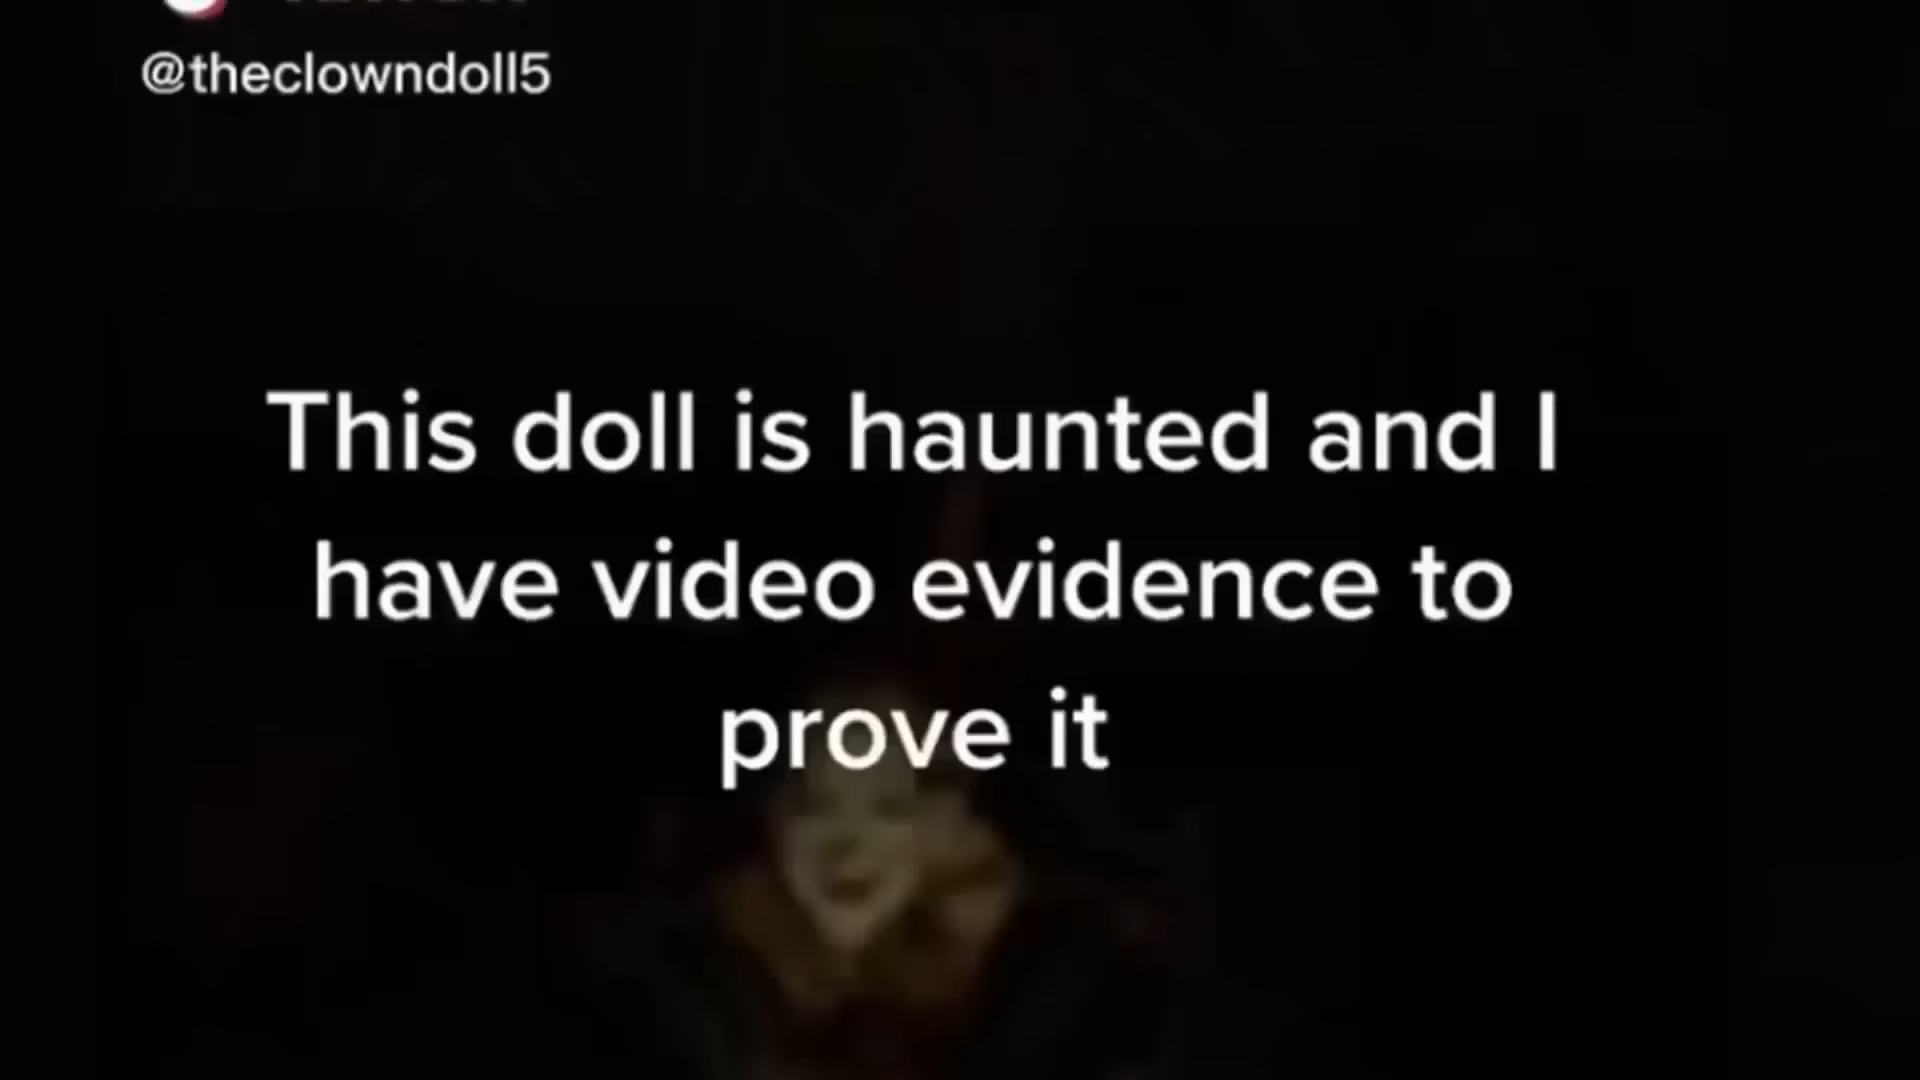 @theclowndoll5
This doll is haunted and I
have video evidence to
prove it